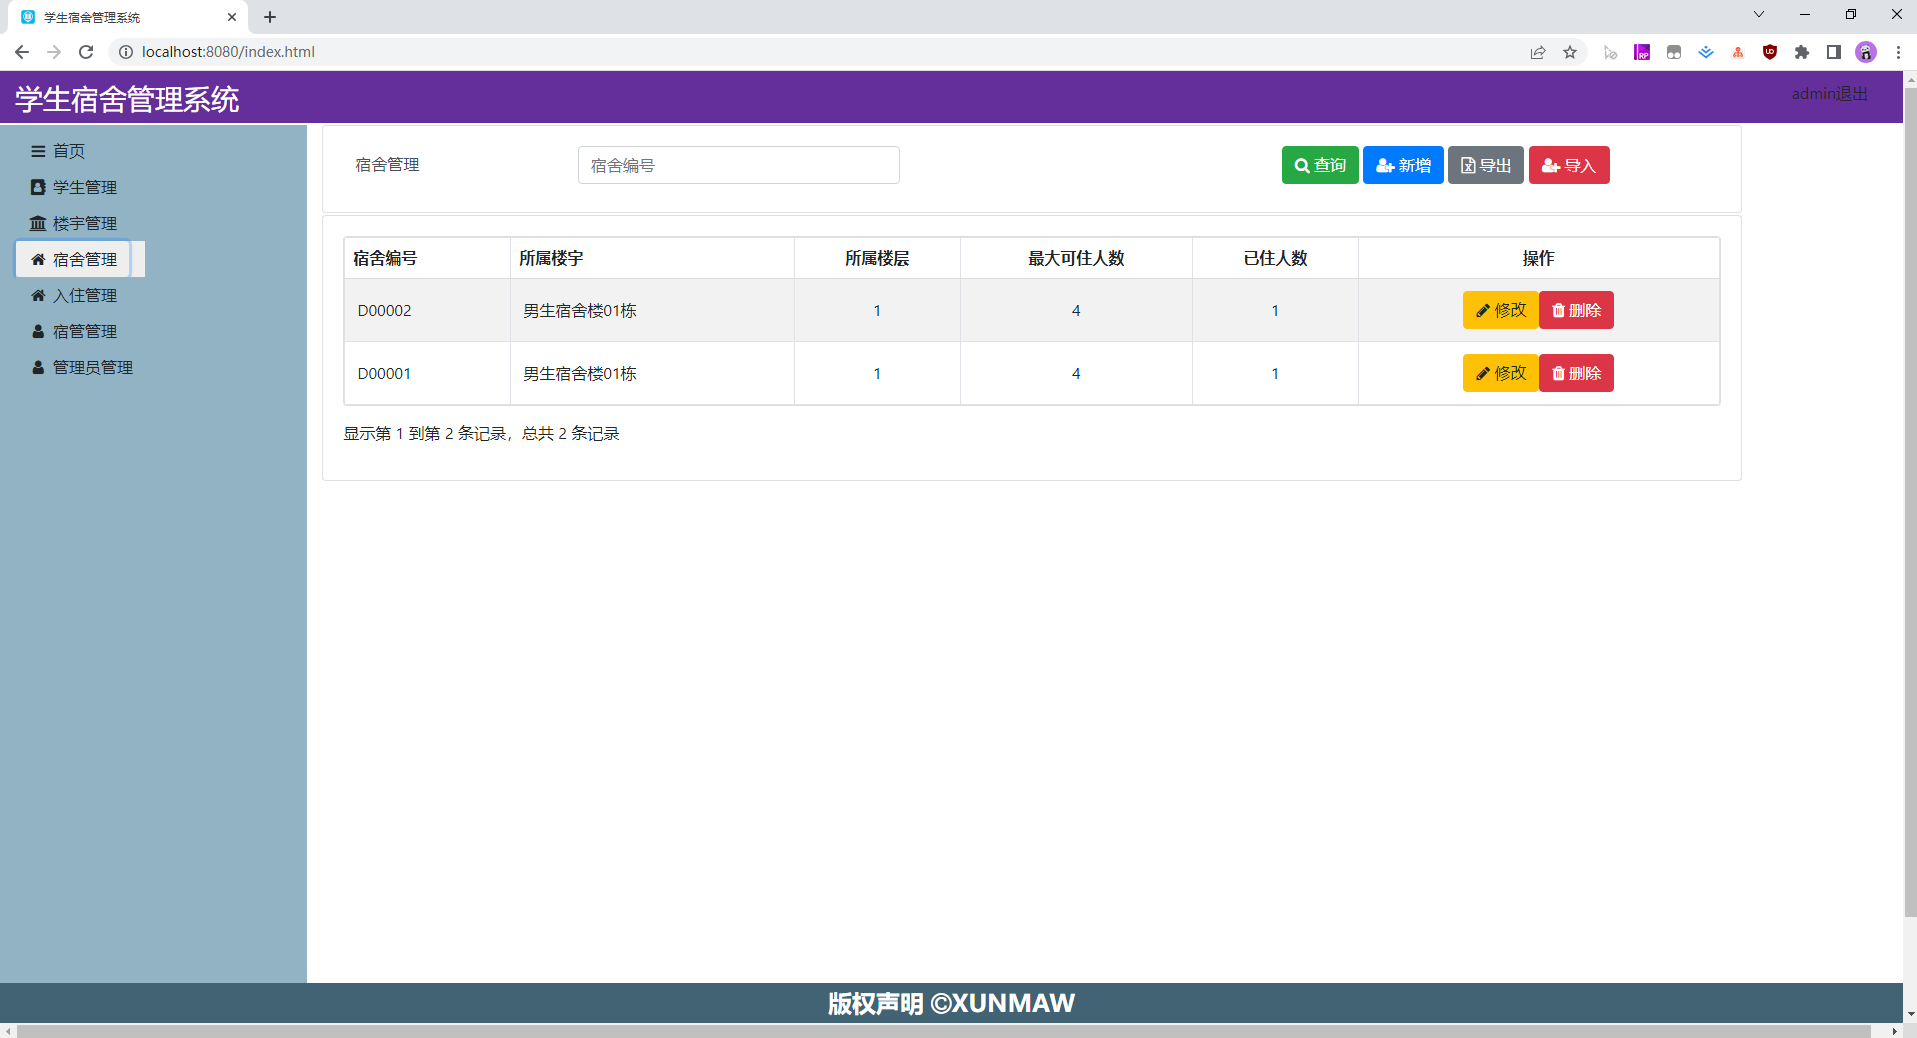 学生宿舍管理系统
localhost:8080/index.html
RP
UD
学生宿舍管理系统
admin退出
首页
学生管理
楼宇管理
宿舍管理
入住管理
宿管管理
管理员管理
宿舍管理 宿舍编号 查询 新增 导出 导入
宿舍编号 所属楼宇 所属楼层 最大可住人数 已住人数 操作
D00002 男生宿舍楼01栋 1 4 1 修改 删除
D00001 男生宿舍楼01栋 1 4 1 修改 删除
显示第 1 到第 2 条记录，总共 2 条记录
版权声明 ©XUNMAW